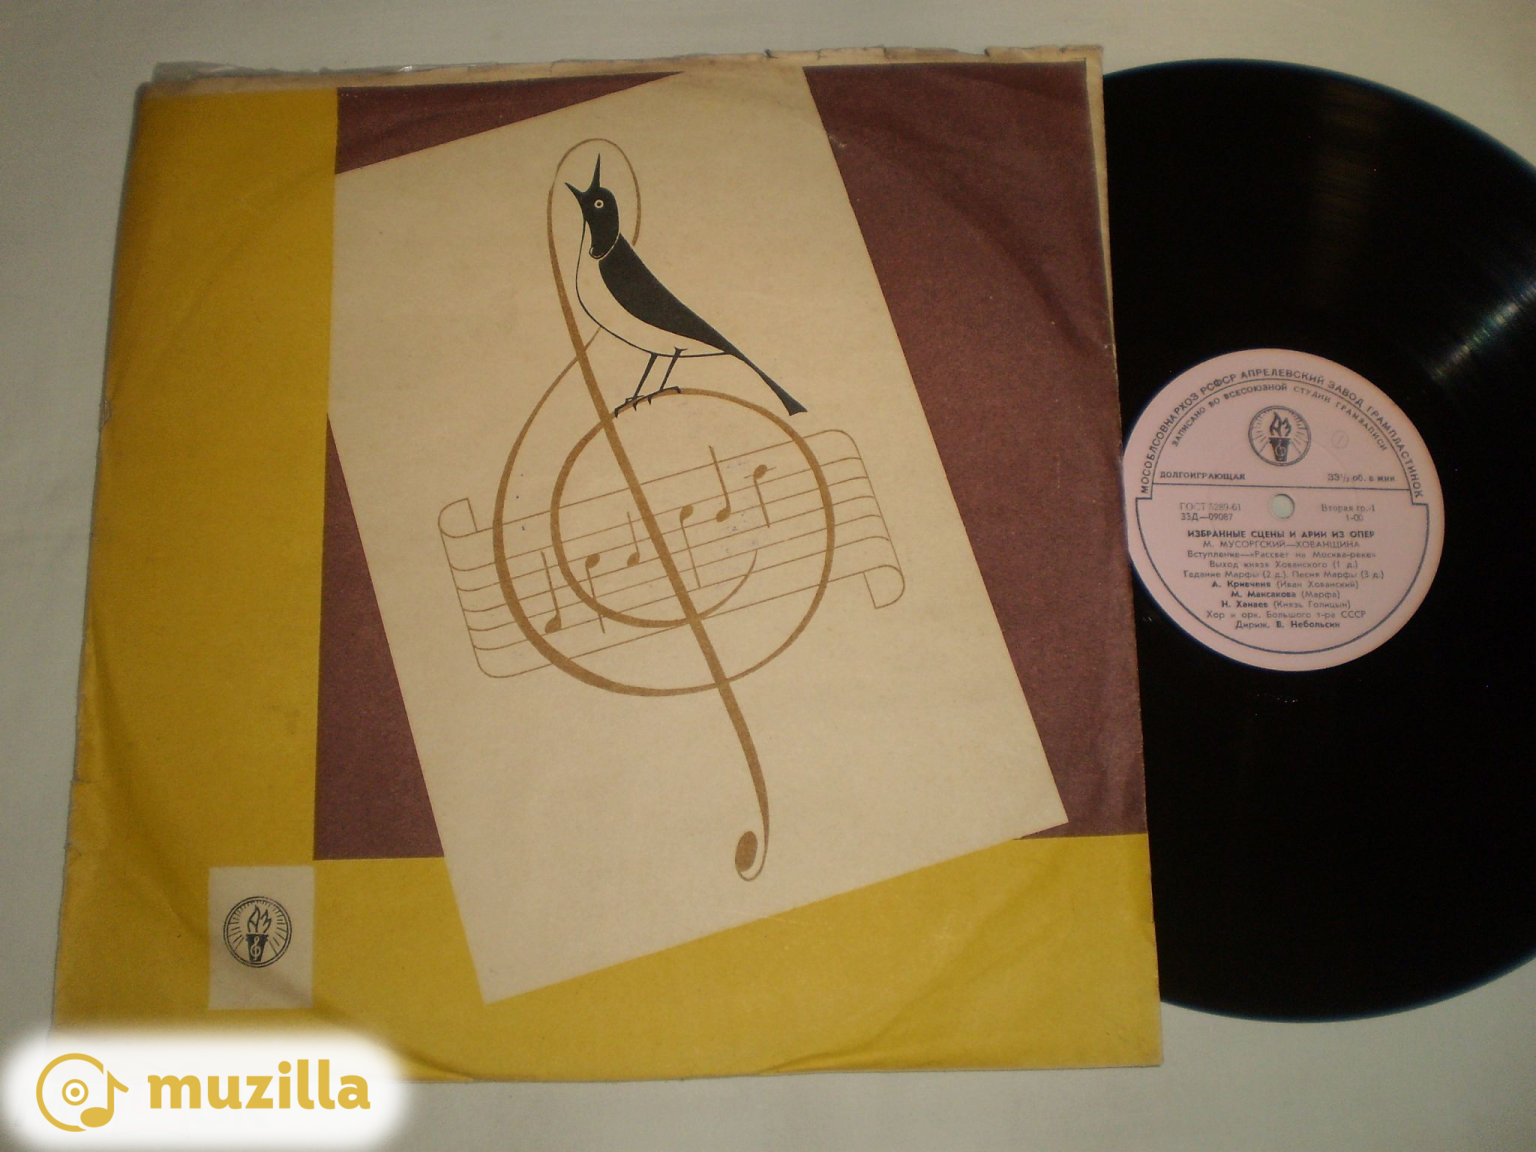 МОСОБЛСОВНАРХОЗ РСФСР АПРЕЛЕВСКИЙ ЗАВОД ГРАМПЛАСТИНОК
ЗАПИСАНО ВО ВСЕСОЮЗНОЙ СТУДИИ ГРАМЗАПИСИ
ДОЛГОИГРАЮЩАЯ 33⅓ об. в мин
ГОСТ 5289-61 Вторая гр.-1
33Д—09087 1-00
ИЗБРАННЫЕ СЦЕНЫ И АРИИ ИЗ ОПЕР
М. МУСОРГСКИЙ—ХОВАНЩИНА
Вступление—«Рассвет на Москва-реке»
Выход князя Хованского (1 д.)
Гадание Марфы (2 д.). Песня Марфы (3 д.)
А. Кривченя (Иван Хованский)
М. Максакова (Марфа)
Н. Ханаев (Князь Голицын)
Хор и орк. Большого т-ра СССР
Дириж. В. Небольсин
muzilla